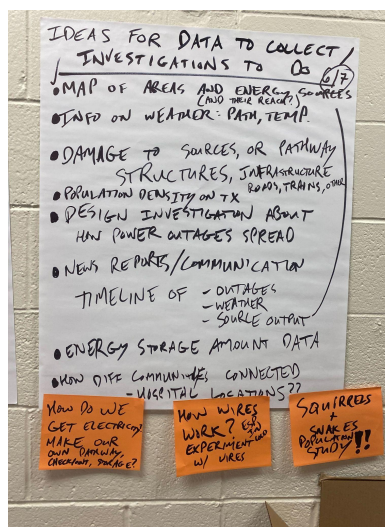 IDEAS FOR DATA TO COLLECT /
INVESTIGATIONS TO DO
6/7
• MAP OF AREAS AND ENERGY SOURCES
(AND THEIR REACH?)
• INFO ON WEATHER: PATH, TEMP.
• DAMAGE TO SOURCES, OR PATHWAY
STRUCTURES, INFRASTRUCTURE
ROADS, TRAINS, OTHER
• POPULATION DENSITY ON TX
• DESIGN INVESTIGATION ABOUT
HOW POWER OUTAGES SPREAD
• NEWS REPORTS/COMMUNICATION
TIMELINE OF - OUTAGES
- WEATHER
- SOURCE OUTPUT
• ENERGY STORAGE AMOUNT DATA
• HOW DIFF COMMUNITIES CONNECTED
- HOSPITAL LOCATIONS??
HOW DO WE
GET ELECTRICITY?
MAKE OUR
OWN DATAWAY,
STORAGE?
HOW WIRES
WORK?
EXPERIMENT
W/ WIRES
SQUIRRELS
+
SNAKES
POPULATION
STUDY!!